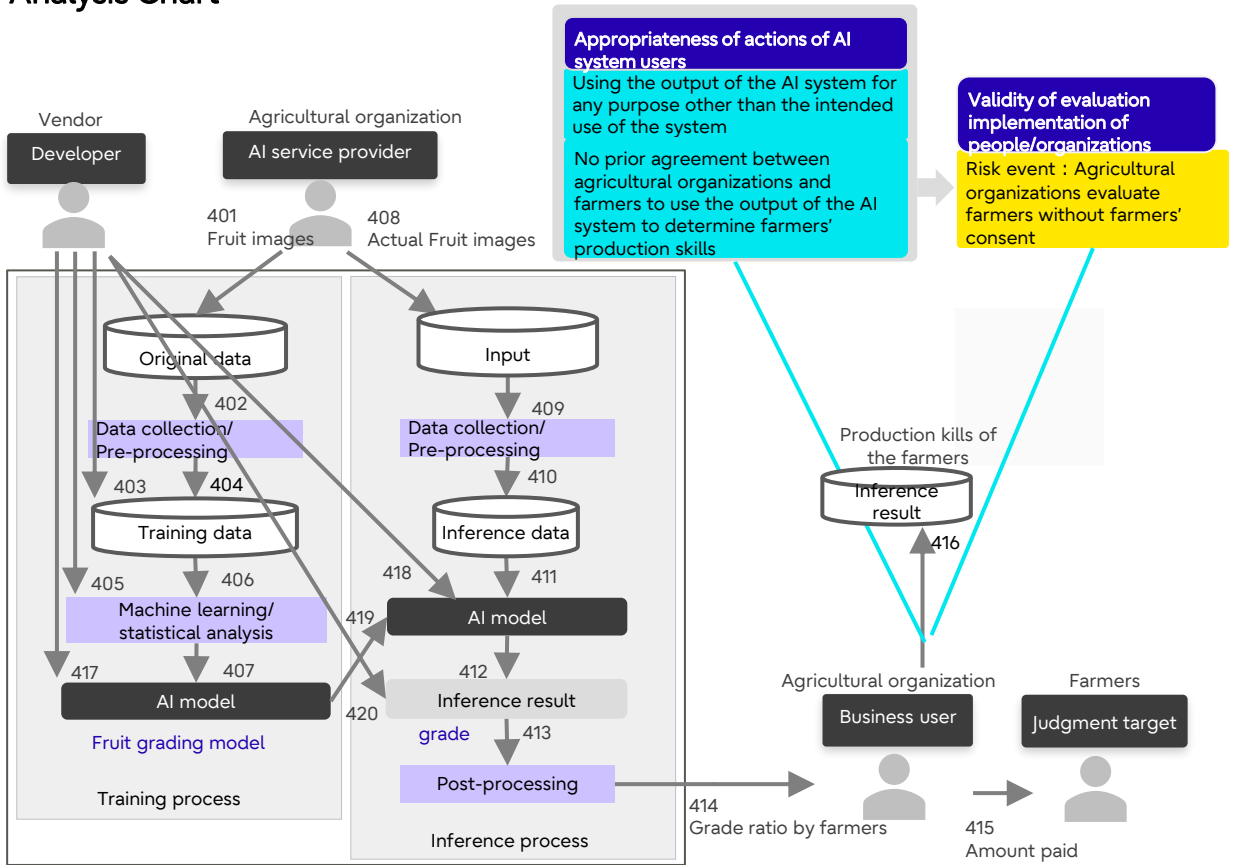 Analysis Chart
Appropriateness of actions of AI
system users
Using the output of the AI system for
any purpose other than the intended
use of the system
No prior agreement between
agricultural organizations and
farmers to use the output of the AI
system to determine farmers'
production skills
Validity of evaluation
implementation of
people/organizations
Risk event : Agricultural
organizations evaluate
farmers without farmers'
consent
Vendor
Developer
Agricultural organization
AI service provider
401
Fruit images
408
Actual Fruit images
Original data
402
Data collection/
Pre-processing
403
404
Training data
405
406
Machine learning/
statistical analysis
417
407
AI model
Fruit grading model
Training process
Input
409
Data collection/
Pre-processing
410
Inference data
418
411
419
AI model
412
420
Inference result
grade
413
Post-processing
Inference process
414
Grade ratio by farmers
Production kills of
the farmers
Inference
result
416
Agricultural organization
Business user
Farmers
Judgment target
415
Amount paid